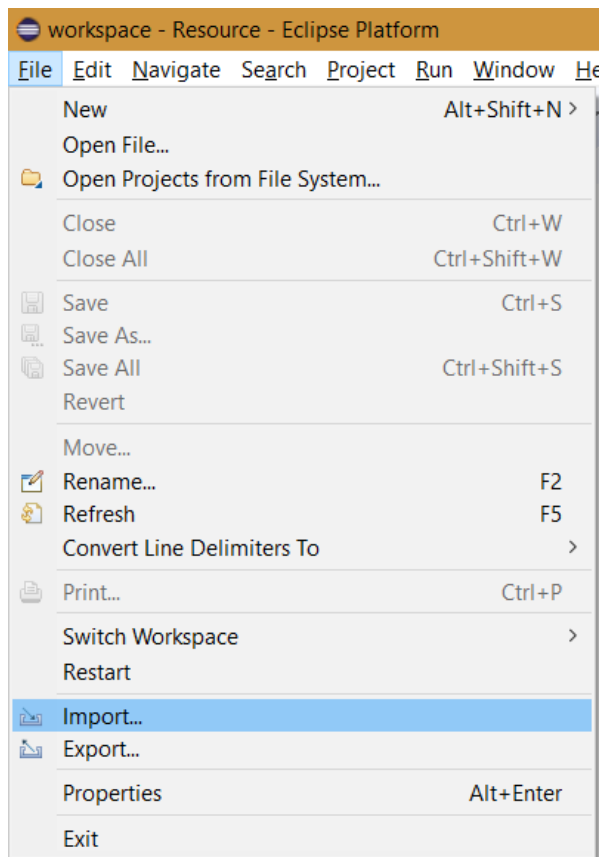 workspace - Resource - Eclipse Platform
File Edit Navigate Search Project Run Window He
New Alt+Shift+N >
Open File...
Open Projects from File System...
Close Ctrl+W
Close All Ctrl+Shift+W
Save Ctrl+S
Save As...
Save All Ctrl+Shift+S
Revert
Move...
Rename... F2
Refresh F5
Convert Line Delimiters To >
Print... Ctrl+P
Switch Workspace >
Restart
Import...
Export...
Properties Alt+Enter
Exit